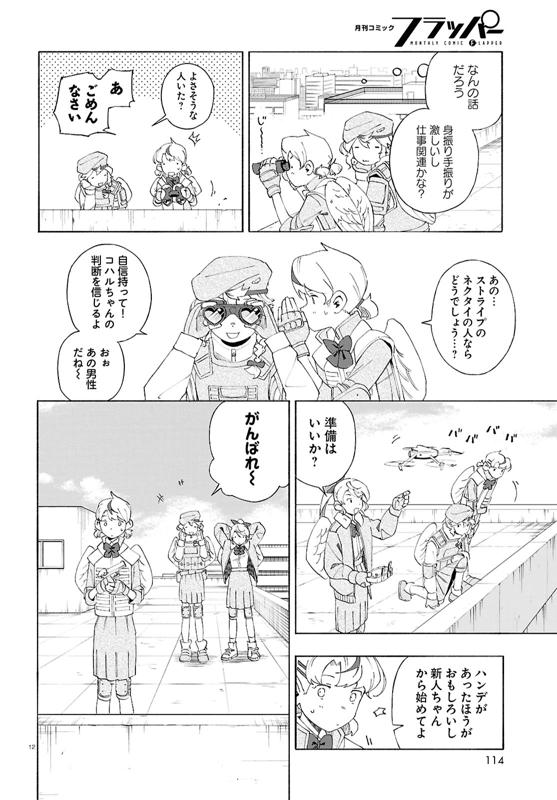 月刊コミック
フラッパー
MONTHLY COMIC FLAPPER
なんの話
だろう
身振り手振りが
激しいし
仕事関連かな?
じ〜
よさそうな
人いた?
あ
ごめん
なさい
あの…
ストライプの
ネクタイの人なら
どうでしょう…?
自信持って!
コハルちゃんの
判断を信じるよ
おぉ
あの男性
だね〜
バババ
準備は
いいか?
がんばれ〜
ハンデが
あったほうが
おもしろいし
新人ちゃん
から始めてよ
12
114